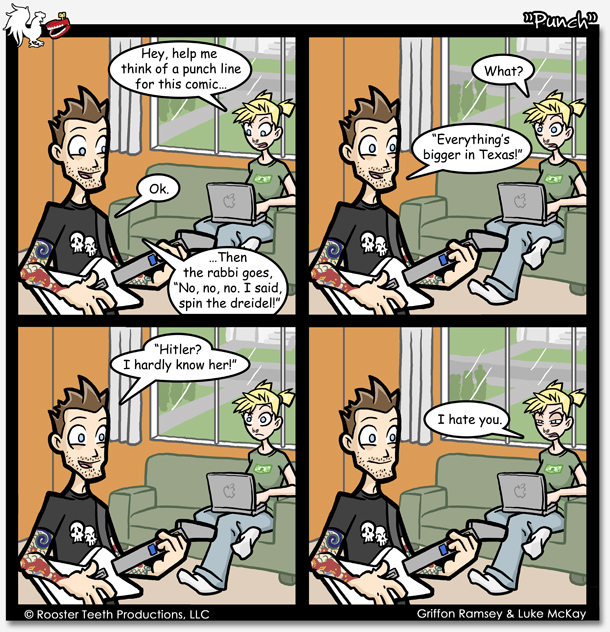 "Punch"
Hey, help me
think of a punch line
for this comic...
Ok.
...Then
the rabbi goes,
"No, no, no. I said,
spin the dreidel!"
What?
"Everything's
bigger in Texas!"
"Hitler?
I hardly know her!"
I hate you.
© Rooster Teeth Productions, LLC
Griffon Ramsey & Luke McKay